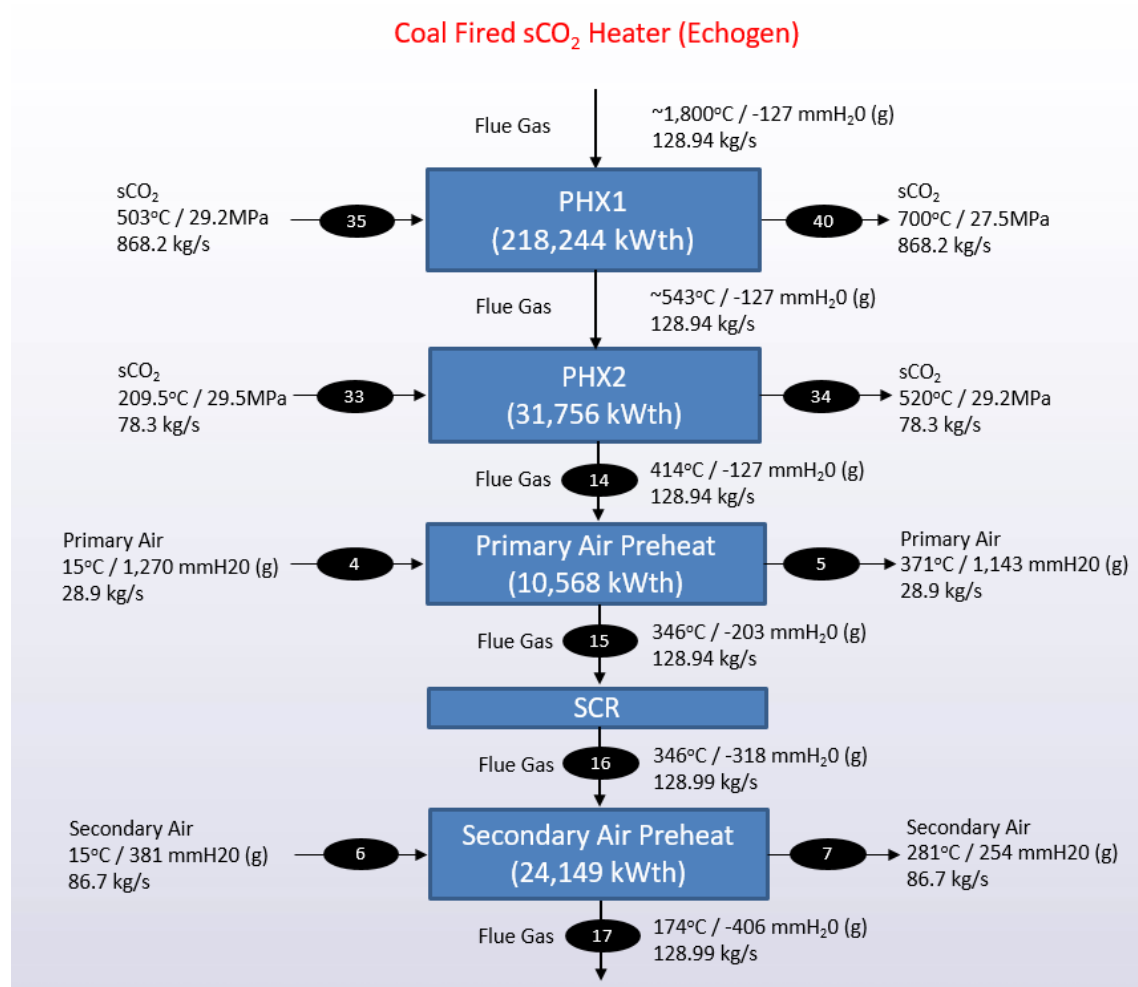 Coal Fired sCO₂ Heater (Echogen)
Flue Gas
~1,800°C / -127 mmH₂0 (g)
128.94 kg/s
sCO₂
503°C / 29.2MPa
868.2 kg/s
35
PHX1
(218,244 kWth)
40
sCO₂
700°C / 27.5MPa
868.2 kg/s
Flue Gas
~543°C / -127 mmH₂0 (g)
128.94 kg/s
sCO₂
209.5°C / 29.5MPa
78.3 kg/s
33
PHX2
(31,756 kWth)
34
sCO₂
520°C / 29.2MPa
78.3 kg/s
Flue Gas
14
414°C / -127 mmH₂0 (g)
128.94 kg/s
Primary Air
15°C / 1,270 mmH20 (g)
28.9 kg/s
4
Primary Air Preheat
(10,568 kWth)
5
Primary Air
371°C / 1,143 mmH20 (g)
28.9 kg/s
Flue Gas
15
346°C / -203 mmH₂0 (g)
128.94 kg/s
SCR
Flue Gas
16
346°C / -318 mmH₂0 (g)
128.99 kg/s
Secondary Air
15°C / 381 mmH20 (g)
86.7 kg/s
6
Secondary Air Preheat
(24,149 kWth)
7
Secondary Air
281°C / 254 mmH20 (g)
86.7 kg/s
Flue Gas
17
174°C / -406 mmH₂0 (g)
128.99 kg/s